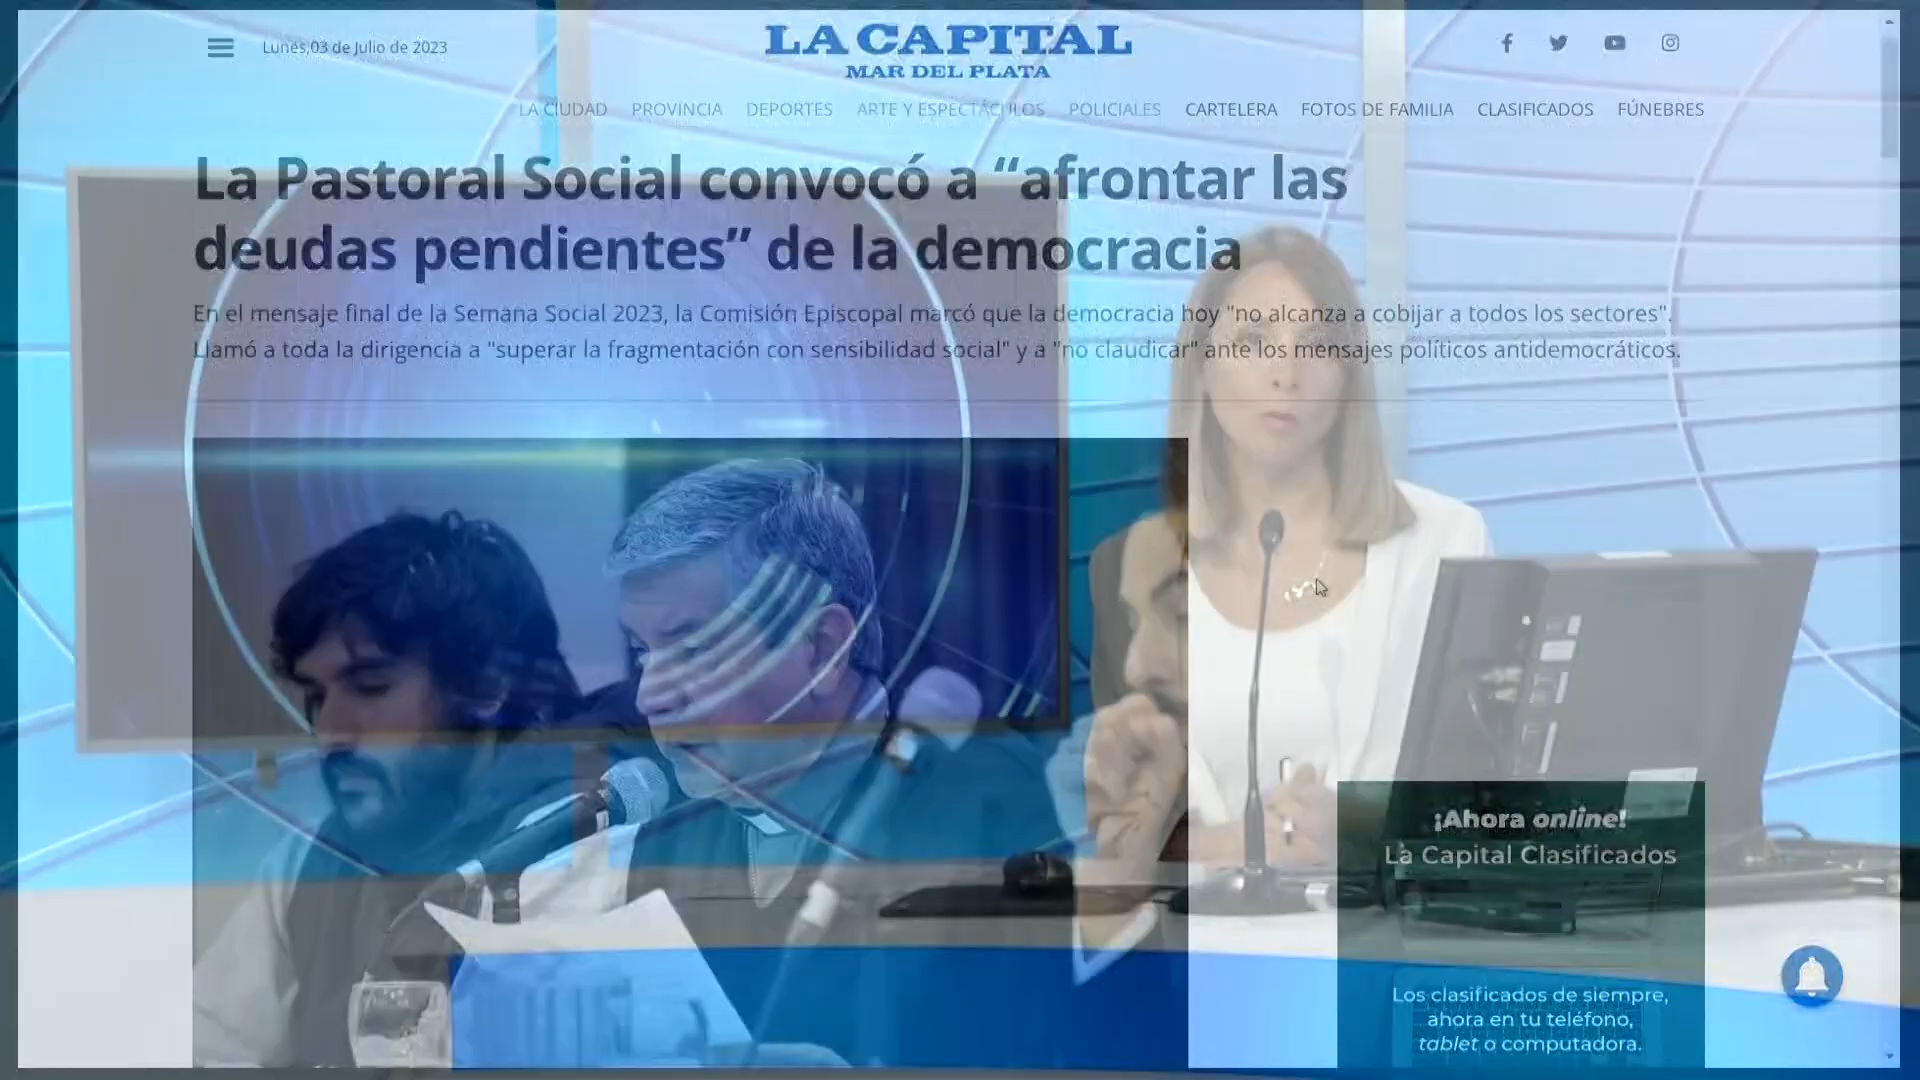 Lunes,03 de Julio de 2023
LA CAPITAL
MAR DEL PLATA
LA CIUDAD PROVINCIA DEPORTES ARTE Y ESPECTÁCULOS POLICIALES CARTELERA FOTOS DE FAMILIA CLASIFICADOS FÚNEBRES
La Pastoral Social convocó a “afrontar las
deudas pendientes” de la democracia
En el mensaje final de la Semana Social 2023, la Comisión Episcopal marcó que la democracia hoy "no alcanza a cobijar a todos los sectores".
Llamó a toda la dirigencia a "superar la fragmentación con sensibilidad social" y a "no claudicar" ante los mensajes políticos antidemocráticos.
¡Ahora online!
La Capital Clasificados
Los clasificados de siempre,
ahora en tu teléfono,
tablet o computadora.